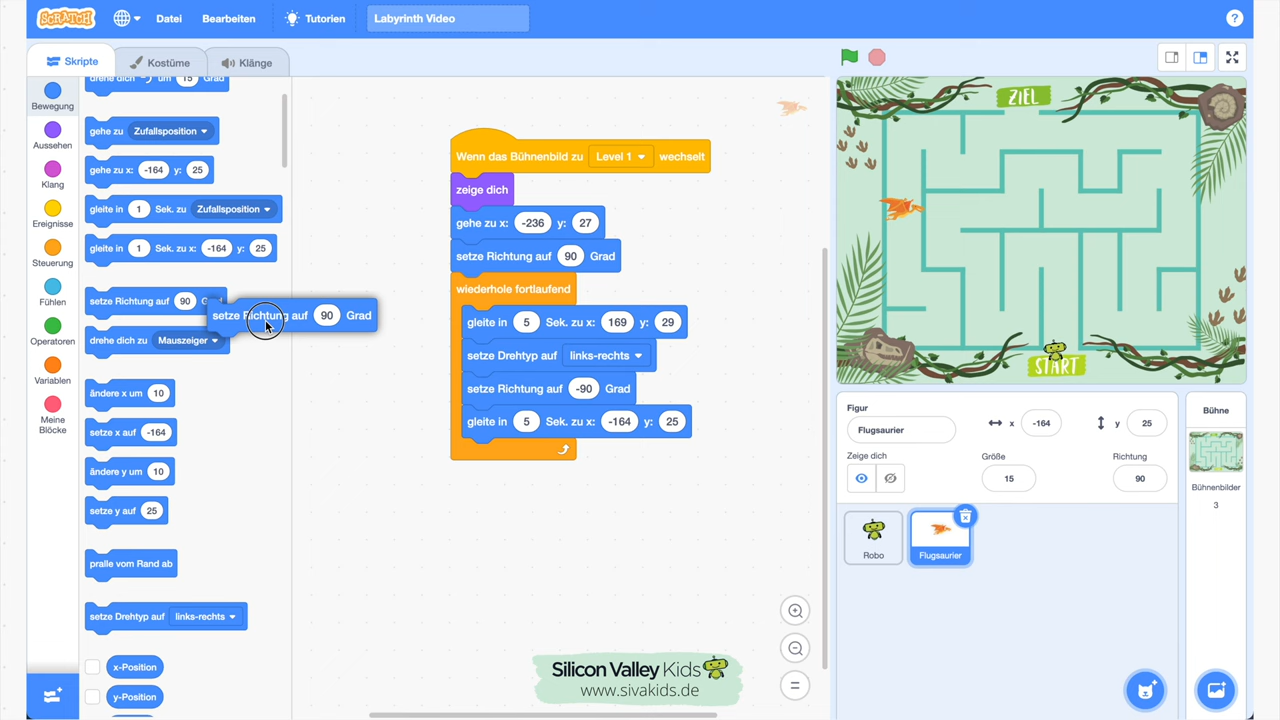 SCRATCH
Datei
Bearbeiten
Tutorien
Labyrinth Video
?
Skripte
Kostüme
Klänge
Bewegung
Aussehen
Klang
Ereignisse
Steuerung
Fühlen
Operatoren
Variablen
Meine
Blöcke
drehe dich um 15 Grad
gehe zu Zufallsposition
gehe zu x: -164 y: 25
gleite in 1 Sek. zu Zufallsposition
gleite in 1 Sek. zu x: -164 y: 25
setze Richtung auf 90
setze Richtung auf 90 Grad
drehe dich zu Mauszeiger
ändere x um 10
setze x auf -164
ändere y um 10
setze y auf 25
pralle vom Rand ab
setze Drehtyp auf links-rechts
x-Position
y-Position
Wenn das Bühnenbild zu Level 1 wechselt
zeige dich
gehe zu x: -236 y: 27
setze Richtung auf 90 Grad
wiederhole fortlaufend
gleite in 5 Sek. zu x: 169 y: 29
setze Drehtyp auf links-rechts
setze Richtung auf -90 Grad
gleite in 5 Sek. zu x: -164 y: 25
Silicon Valley Kids
www.sivakids.de
ZIEL
START
Figur
Flugsaurier
x -164
y 25
Zeige dich
Größe
15
Richtung
90
Robo
Flugsaurier
Bühne
Bühnenbilder
3